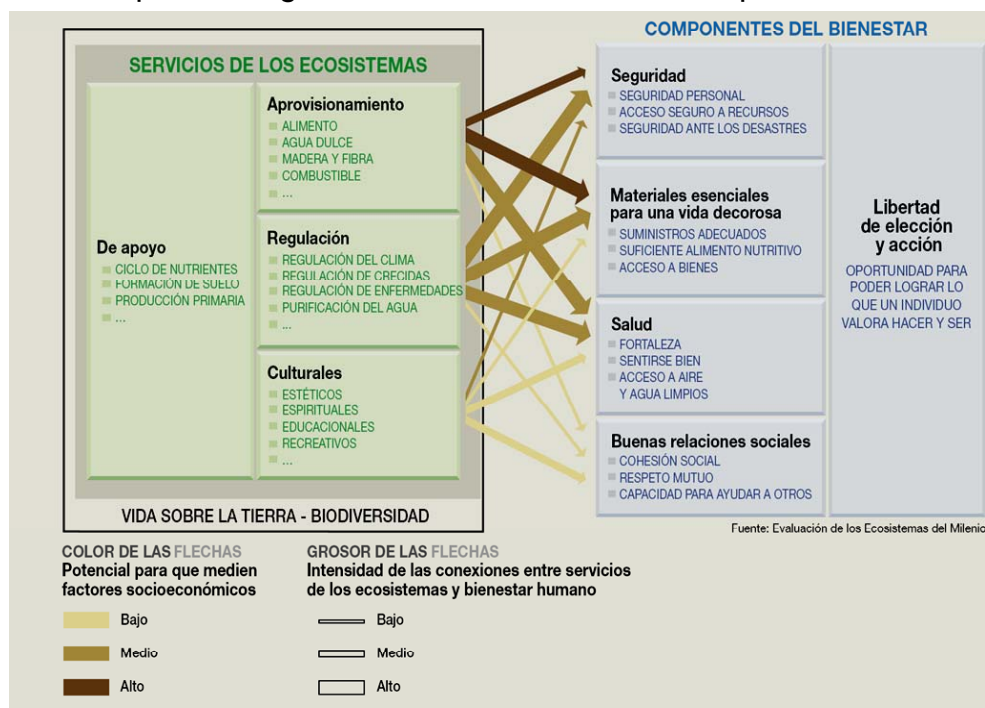 SERVICIOS DE LOS ECOSISTEMAS
De apoyo
CICLO DE NUTRIENTES
FORMACIÓN DE SUELO
PRODUCCIÓN PRIMARIA
...
Aprovisionamiento
ALIMENTO
AGUA DULCE
MADERA Y FIBRA
COMBUSTIBLE
...
Regulación
REGULACIÓN DEL CLIMA
REGULACIÓN DE CRECIDAS
REGULACIÓN DE ENFERMEDADES
PURIFICACIÓN DEL AGUA
...
Culturales
ESTÉTICOS
ESPIRITUALES
EDUCACIONALES
RECREATIVOS
...
VIDA SOBRE LA TIERRA - BIODIVERSIDAD
COMPONENTES DEL BIENESTAR
Seguridad
SEGURIDAD PERSONAL
ACCESO SEGURO A RECURSOS
SEGURIDAD ANTE LOS DESASTRES
Materiales esenciales
para una vida decorosa
SUMINISTROS ADECUADOS
SUFICIENTE ALIMENTO NUTRITIVO
ACCESO A BIENES
Salud
FORTALEZA
SENTIRSE BIEN
ACCESO A AIRE
Y AGUA LIMPIOS
Buenas relaciones sociales
COHESIÓN SOCIAL
RESPETO MUTUO
CAPACIDAD PARA AYUDAR A OTROS
Libertad
de elección
y acción
OPORTUNIDAD PARA
PODER LOGRAR LO
QUE UN INDIVIDUO
VALORA HACER Y SER
Fuente: Evaluación de los Ecosistemas del Milenio
COLOR DE LAS FLECHAS
Potencial para que medien
factores socioeconómicos
Bajo
Medio
Alto
GROSOR DE LAS FLECHAS
Intensidad de las conexiones entre servicios
de los ecosistemas y bienestar humano
Bajo
Medio
Alto